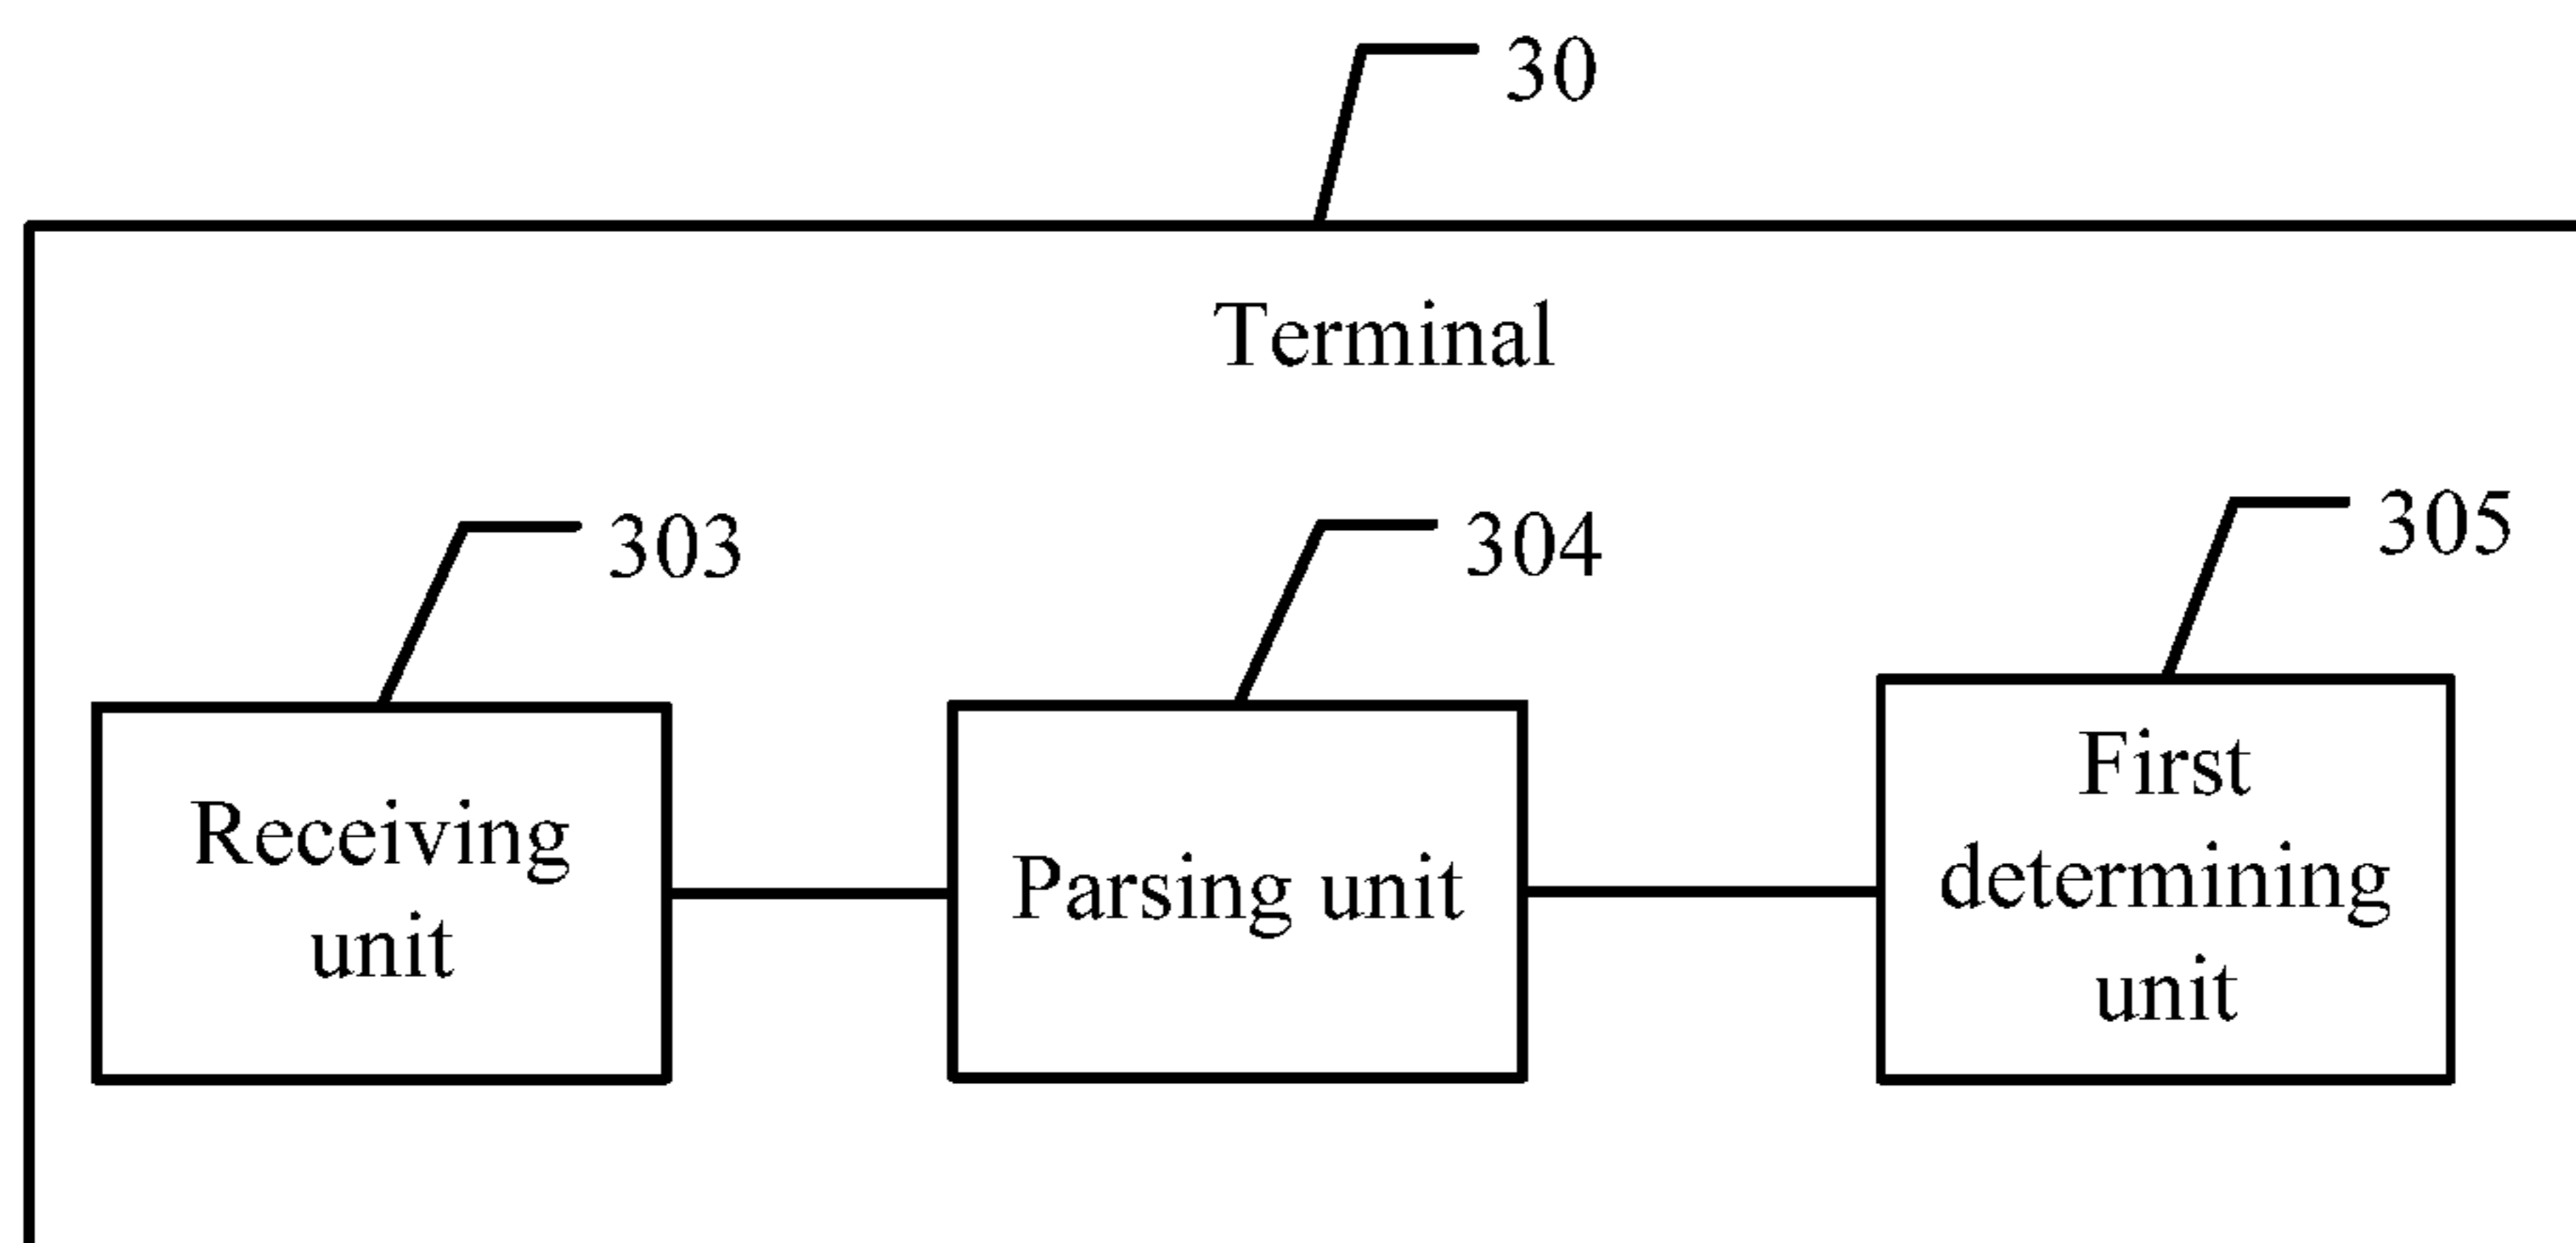 30
Terminal
303
304
305
Receiving
unit
Parsing unit
First
determining
unit